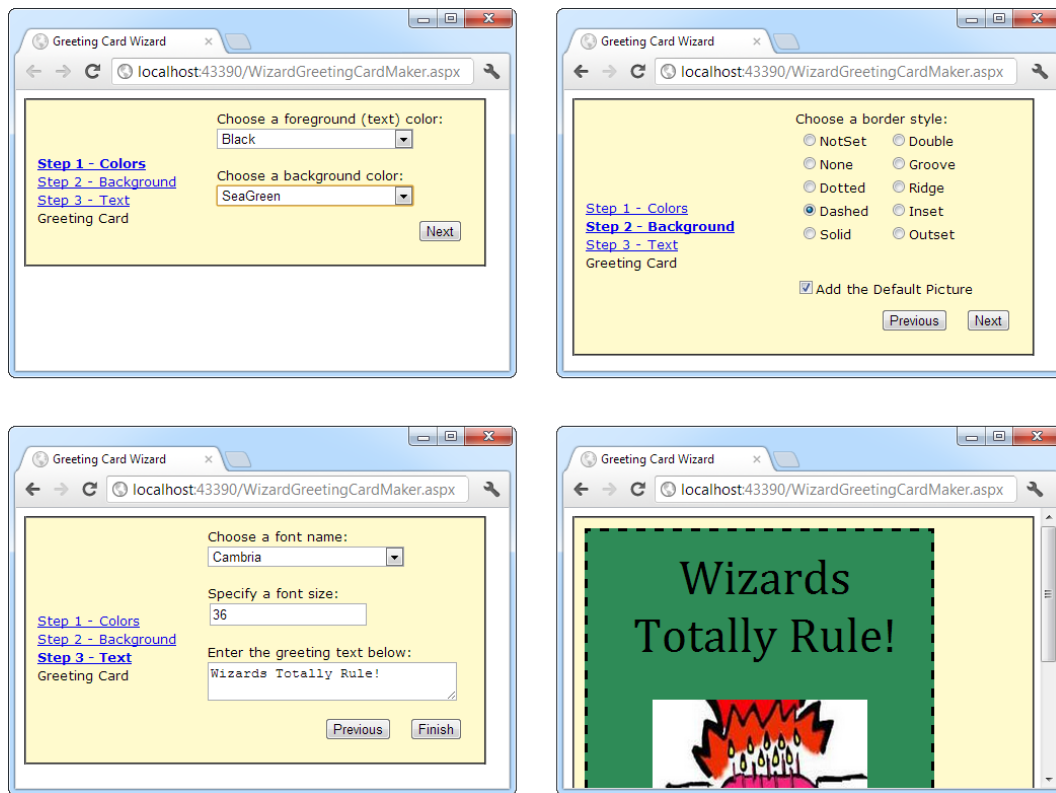 Greeting Card Wizard
localhost:43390/WizardGreetingCardMaker.aspx
Step 1 - Colors
Step 2 - Background
Step 3 - Text
Greeting Card
Choose a foreground (text) color:
Black
Choose a background color:
SeaGreen
Next
Greeting Card Wizard
localhost:43390/WizardGreetingCardMaker.aspx
Step 1 - Colors
Step 2 - Background
Step 3 - Text
Greeting Card
Choose a border style:
NotSet Double
None Groove
Dotted Ridge
Dashed Inset
Solid Outset
Add the Default Picture
Previous Next
Greeting Card Wizard
localhost:43390/WizardGreetingCardMaker.aspx
Step 1 - Colors
Step 2 - Background
Step 3 - Text
Greeting Card
Choose a font name:
Cambria
Specify a font size:
36
Enter the greeting text below:
Wizards Totally Rule!
Previous Finish
Greeting Card Wizard
localhost:43390/WizardGreetingCardMaker.aspx
Wizards
Totally Rule!